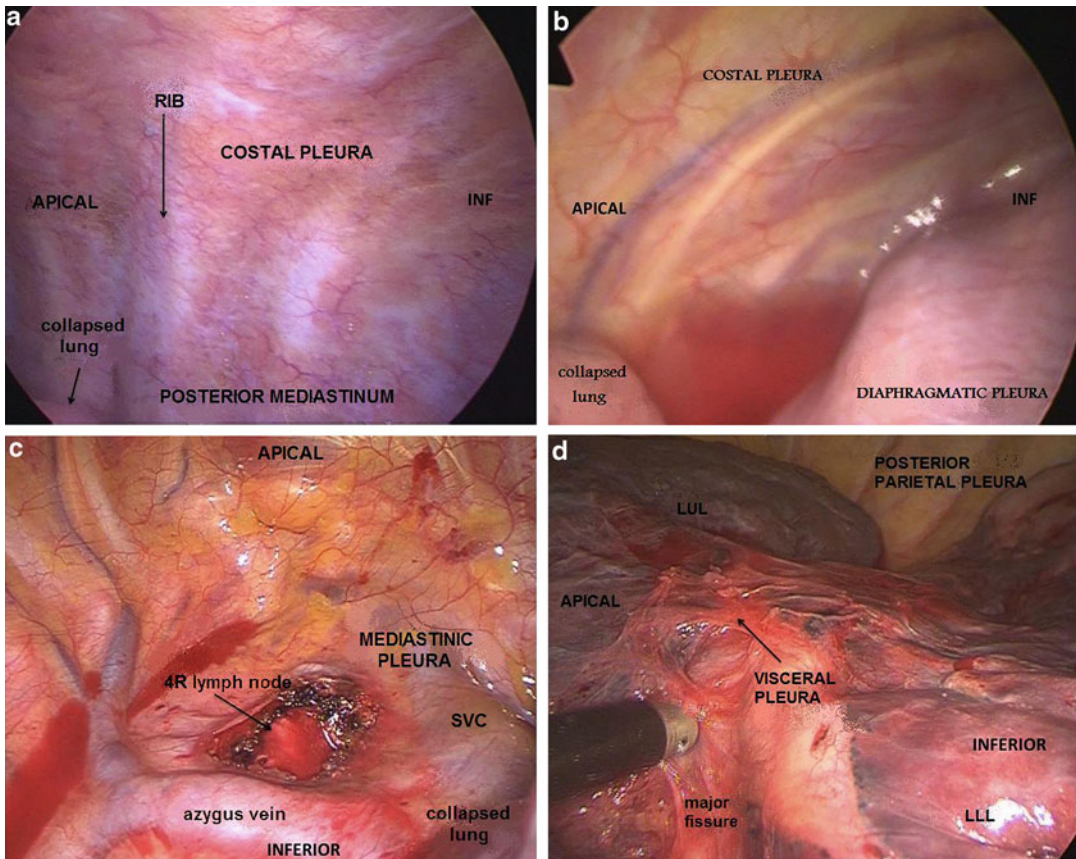 a
RIB
COSTAL PLEURA
APICAL
INF
collapsed
lung
POSTERIOR MEDIASTINUM
b
COSTAL PLEURA
APICAL
INF
collapsed
lung
DIAPHRAGMATIC PLEURA
c
APICAL
MEDIASTINIC
PLEURA
4R lymph node
SVC
azygus vein
collapsed
lung
INFERIOR
d
POSTERIOR
PARIETAL PLEURA
LUL
APICAL
VISCERAL
PLEURA
INFERIOR
major
fissure
LLL